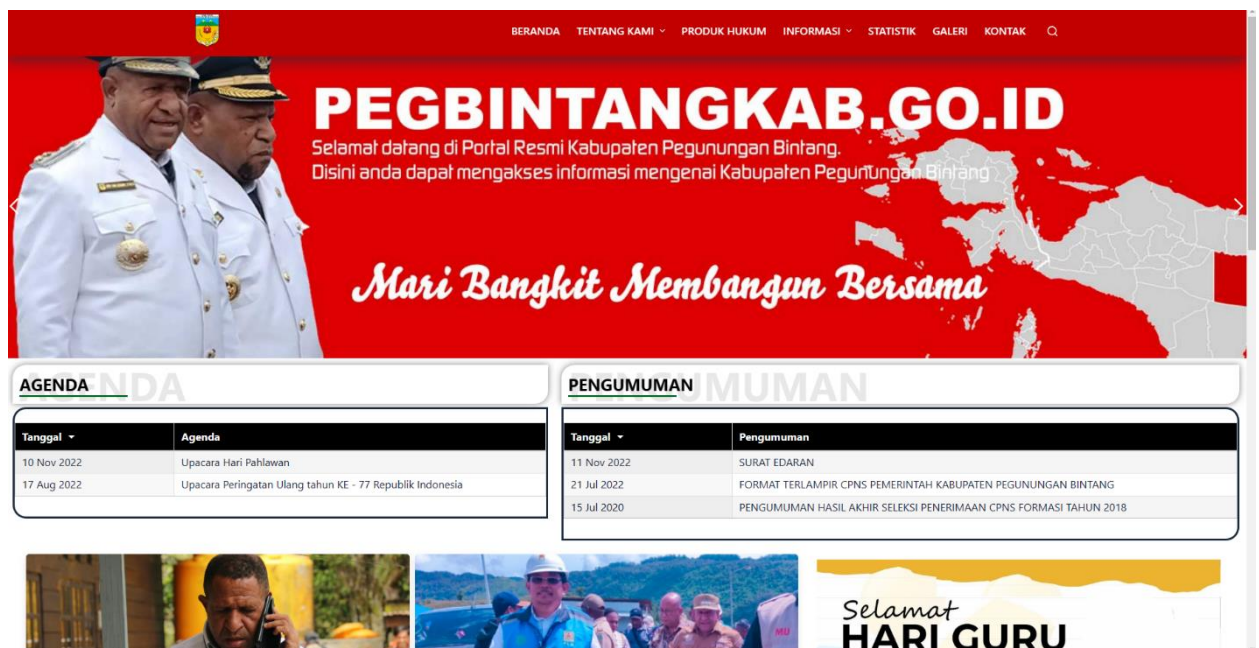 BERANDA TENTANG KAMI PRODUK HUKUM INFORMASI STATISTIK GALERI KONTAK
PEGBINTANGKAB.GO.ID
Selamat datang di Portal Resmi Kabupaten Pegunungan Bintang.
Disini anda dapat mengakses informasi mengenai Kabupaten Pegunungan Bintang
Mari Bangkit Membangun Bersama
AGENDA
AGENDA
Tanggal Agenda
10 Nov 2022 Upacara Hari Pahlawan
17 Aug 2022 Upacara Peringatan Ulang tahun KE - 77 Republik Indonesia
PENGUMUMAN
PENGUMUMAN
Tanggal Pengumuman
11 Nov 2022 SURAT EDARAN
21 Jul 2022 FORMAT TERLAMPIR CPNS PEMERINTAH KABUPATEN PEGUNUNGAN BINTANG
15 Jul 2020 PENGUMUMAN HASIL AKHIR SELEKSI PENERIMAAN CPNS FORMASI TAHUN 2018
Selamat
HARI GURU